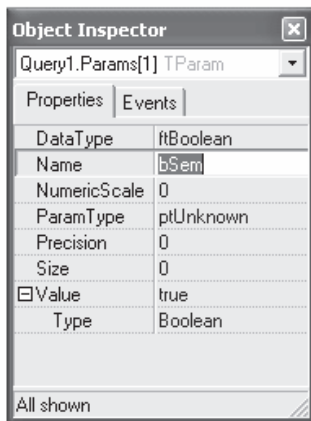 Object Inspector
Query1.Params[1] TParam
Properties Events
DataType ftBoolean
Name bSem
NumericScale 0
ParamType ptUnknown
Precision 0
Size 0
Value true
Type Boolean
All shown